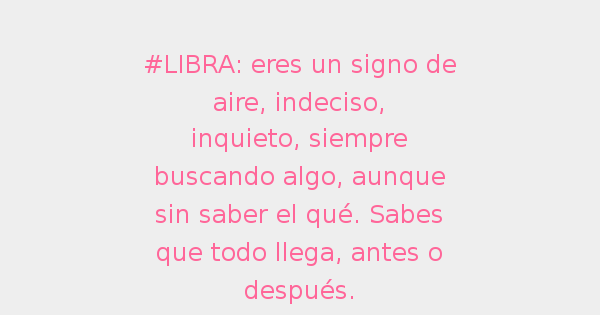 #LIBRA: eres un signo de
aire, indeciso,
inquieto, siempre
buscando algo, aunque
sin saber el qué. Sabes
que todo llega, antes o
después.